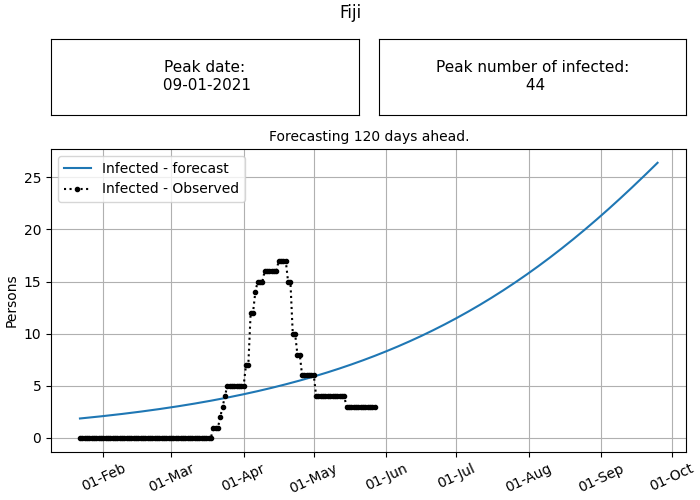 Fiji
Peak date:
09-01-2021
Peak number of infected:
44
Forecasting 120 days ahead.
Infected - forecast
Infected - Observed
Persons
25
20
15
10
5
0
01-Feb
01-Mar
01-Apr
01-May
01-Jun
01-Jul
01-Aug
01-Sep
01-Oct